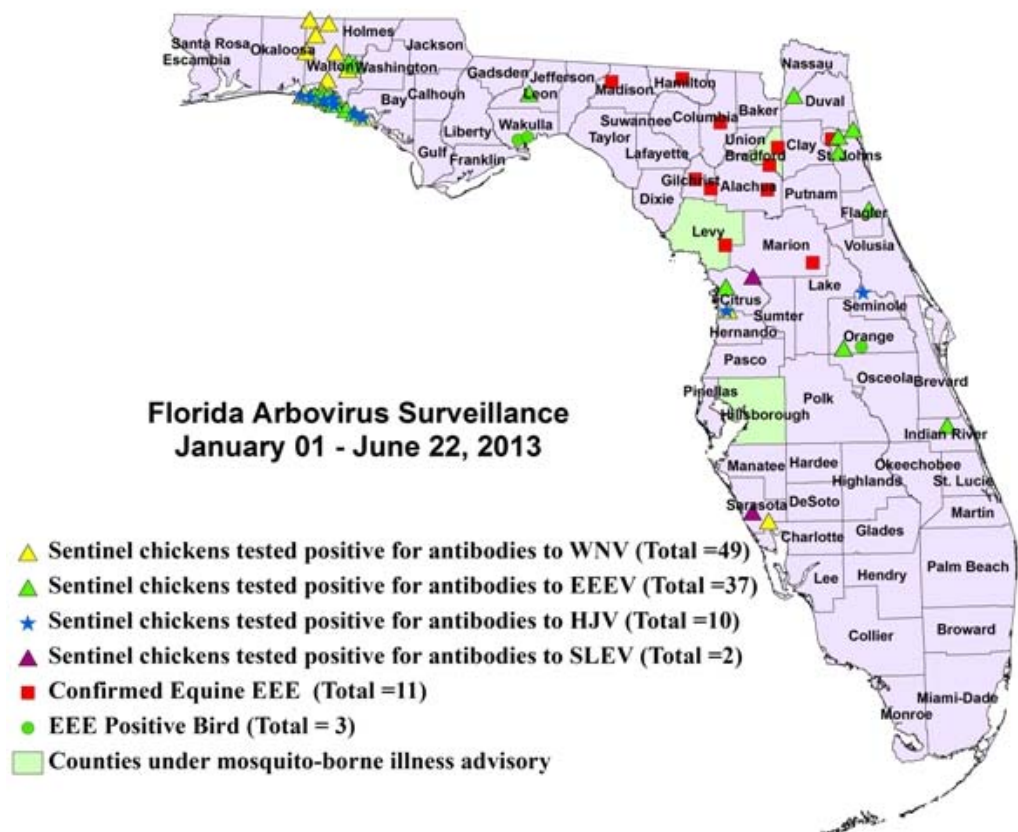 Holmes
Santa Rosa
Okaloosa
Jackson
Escambia
Walton
Washington
Nassau
Gadsden
Jefferson
Hamilton
Bay
Calhoun
Leon
Madison
Duval
Columbia
Baker
Liberty
Wakulla
Suwannee
Taylor
Union
Clay
Gulf
Franklin
Lafayette
Bradford
St. Johns
Gilchrist
Alachua
Putnam
Dixie
Flagler
Levy
Marion
Volusia
Lake
Citrus
Seminole
Sumter
Hernando
Orange
Pasco
Osceola
Brevard
Pinellas
Polk
Hillsborough
Florida Arbovirus Surveillance
January 01 - June 22, 2013
Indian River
Manatee
Hardee
Okeechobee
Highlands
St. Lucie
Sarasota
DeSoto
Martin
Charlotte
Glades
Lee
Hendry
Palm Beach
Collier
Broward
Miami-Dade
Monroe
Sentinel chickens tested positive for antibodies to WNV (Total =49)
Sentinel chickens tested positive for antibodies to EEEV (Total =37)
Sentinel chickens tested positive for antibodies to HJV (Total =10)
Sentinel chickens tested positive for antibodies to SLEV (Total =2)
Confirmed Equine EEE (Total =11)
EEE Positive Bird (Total = 3)
Counties under mosquito-borne illness advisory